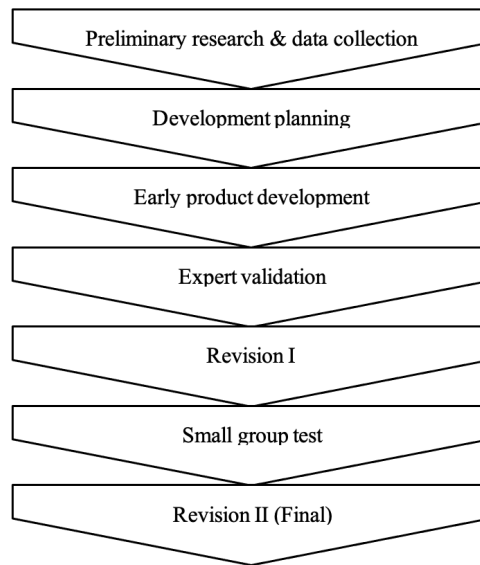 Preliminary research & data collection
Development planning
Early product development
Expert validation
Revision I
Small group test
Revision II (Final)